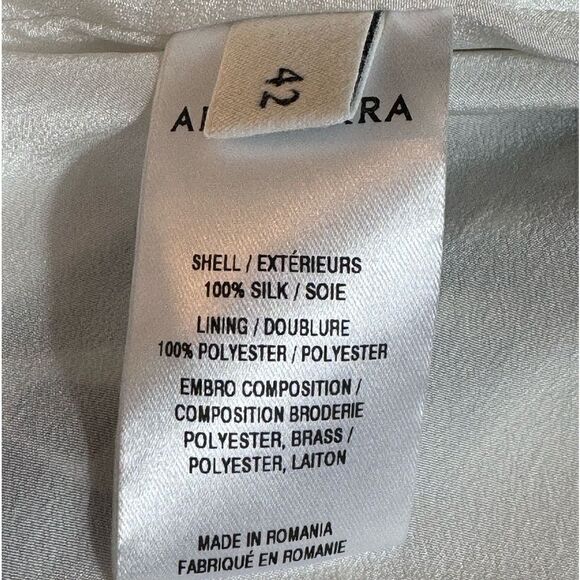 42
SHELL / EXTÉRIEURS
100% SILK / SOIE
LINING / DOUBLURE
100% POLYESTER / POLYESTER
EMBRO COMPOSITION /
COMPOSITION BRODERIE
POLYESTER, BRASS /
POLYESTER, LAITON
MADE IN ROMANIA
FABRIQUÉ EN ROMANIE